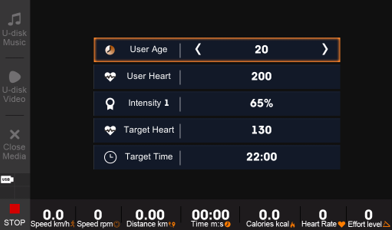 U-disk
Music
U-disk
Video
Close
Media
User Age 20
User Heart 200
Intensity 1 65%
Target Heart 130
Target Time 22:00
USB
STOP
0.0 0 0.00 00:00 0.0 0 0
Speed km/h Speed rpm Distance km Time m:s Calories kcal Heart Rate Effort level